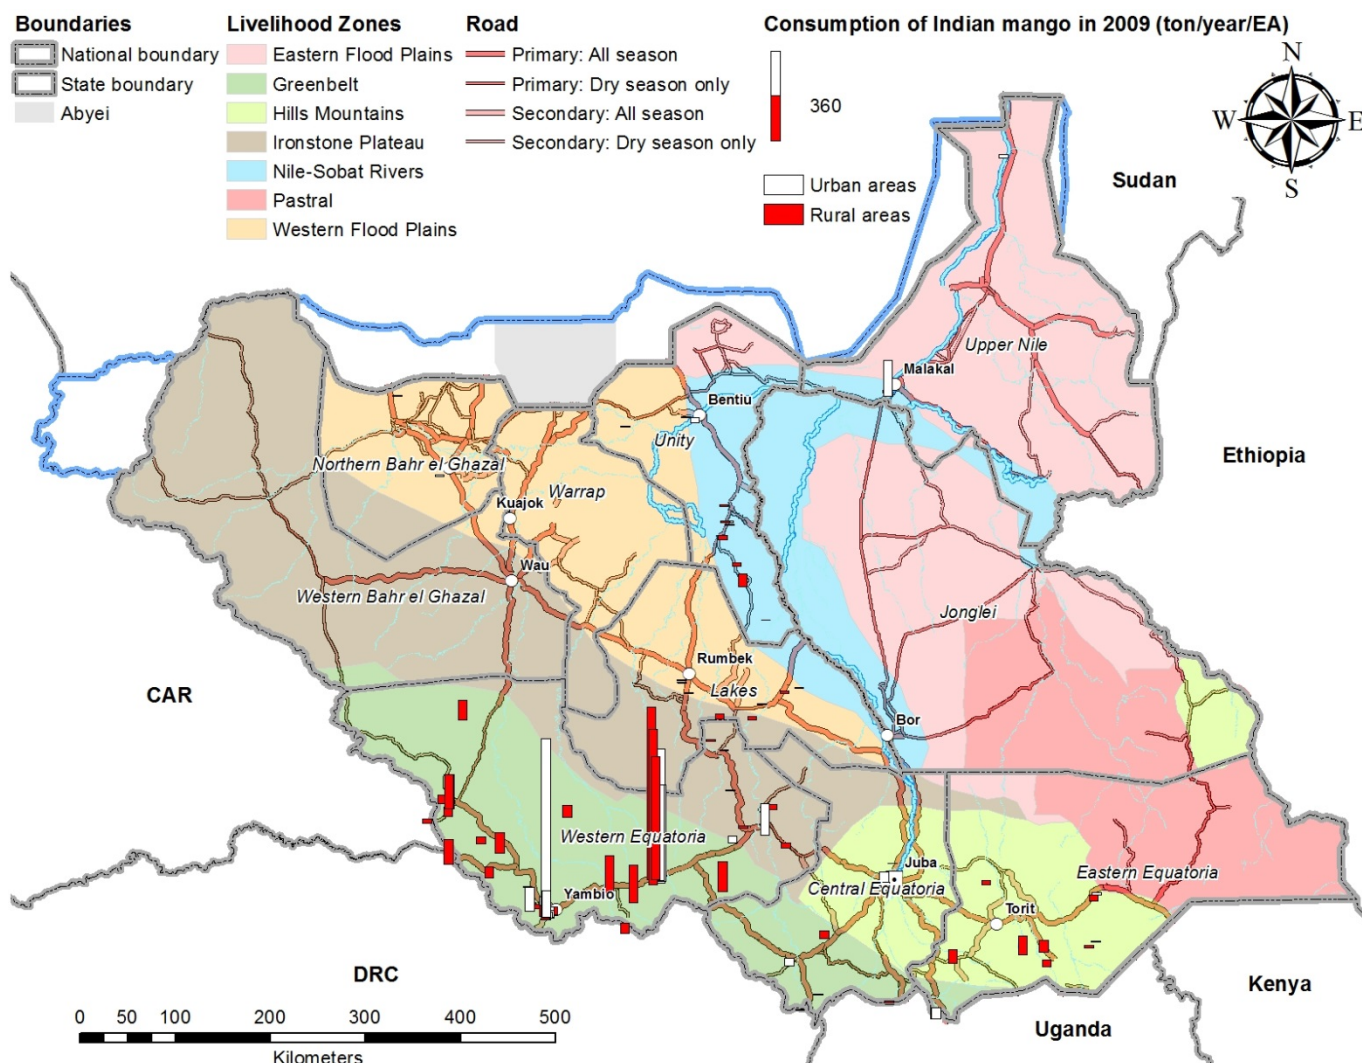 Boundaries
National boundary
State boundary
Abyei
Livelihood Zones
Eastern Flood Plains
Greenbelt
Hills Mountains
Ironstone Plateau
Nile-Sobat Rivers
Pastral
Western Flood Plains
Road
Primary: All season
Primary: Dry season only
Secondary: All season
Secondary: Dry season only
Consumption of Indian mango in 2009 (ton/year/EA)
360
Urban areas
Rural areas
N
W E
S
Sudan
Upper Nile
Malakal
Bentiu
Unity
Ethiopia
Northern Bahr el Ghazal
Warrap
Kuajok
Wau
Western Bahr el Ghazal
Jonglei
Rumbek
Lakes
CAR
Bor
Western Equatoria
Juba
Central Equatoria
Eastern Equatoria
Yambio
Torit
DRC
Kenya
Uganda
0 50 100 200 300 400 500
Kilometers